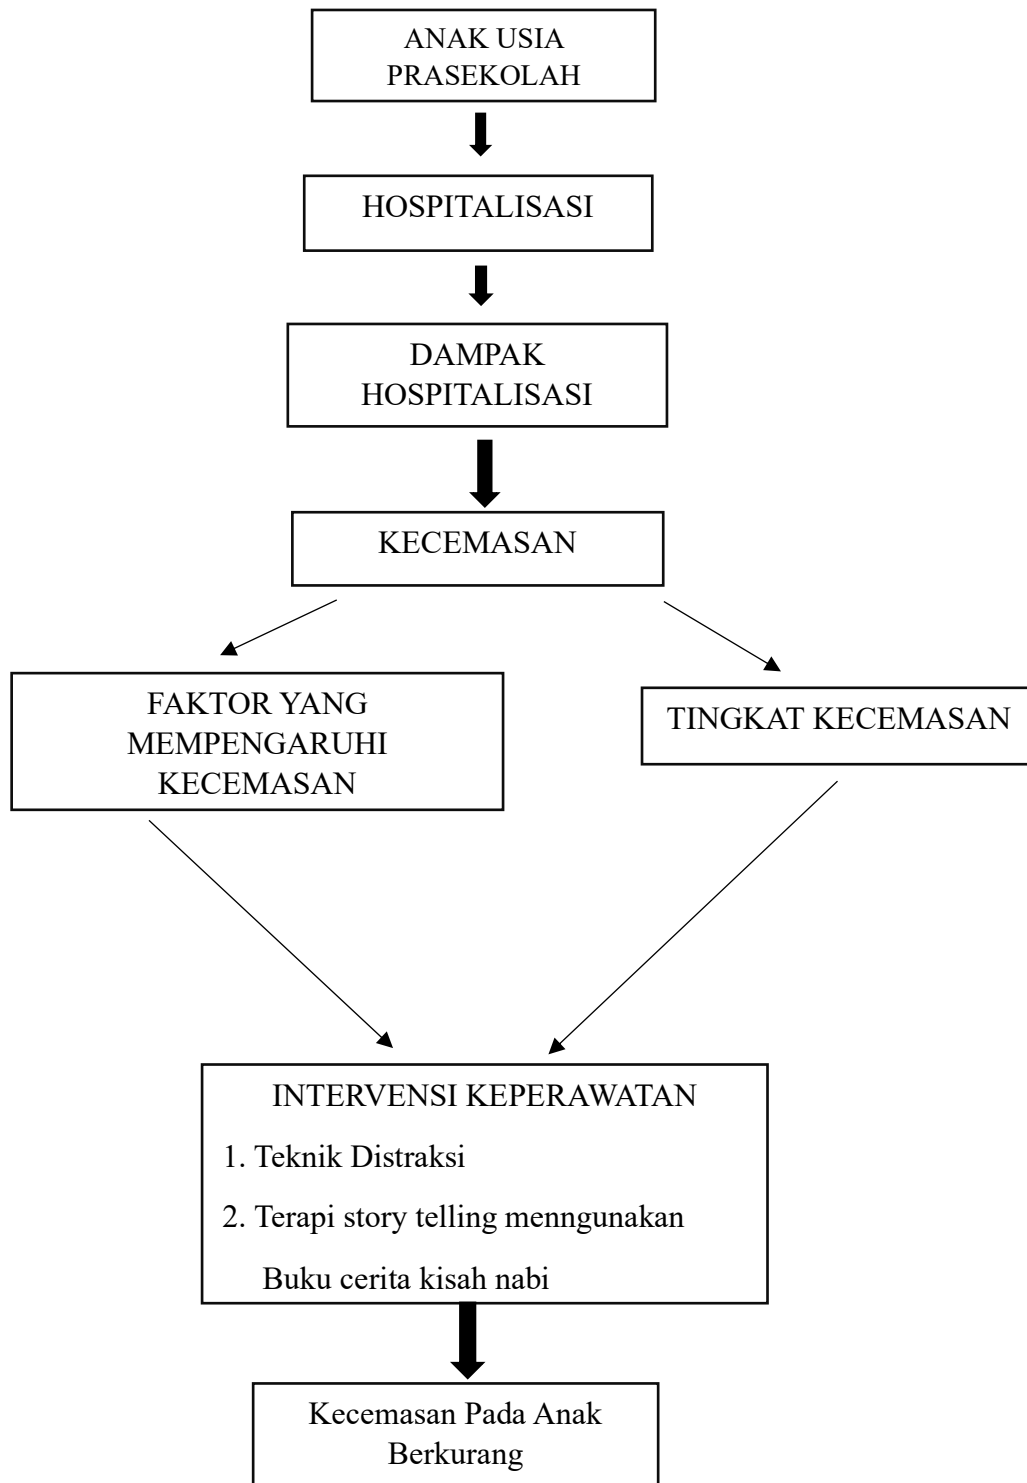 ANAK USIA
PRASEKOLAH
HOSPITALISASI
DAMPAK
HOSPITALISASI
KECEMASAN
FAKTOR YANG
MEMPENGARUHI
KECEMASAN
TINGKAT KECEMASAN
INTERVENSI KEPERAWATAN
1. Teknik Distraksi
2. Terapi story telling menngunakan
Buku cerita kisah nabi
Kecemasan Pada Anak
Berkurang